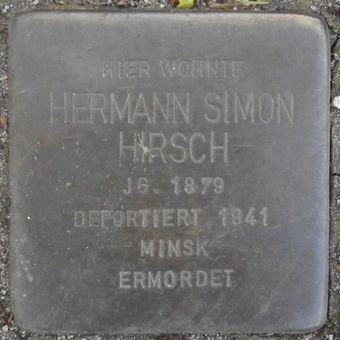 HIER WOHNTE
HERMANN SIMON
HIRSCH
JG. 1879
DEPORTIERT 1941
MINSK
ERMORDET